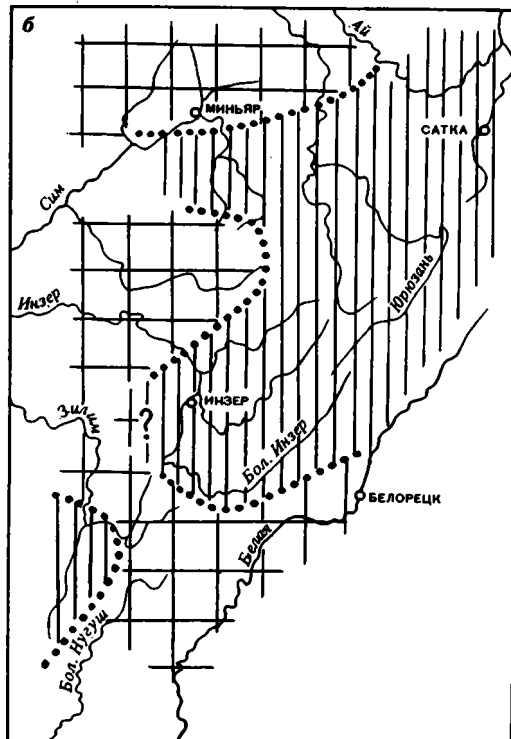 б
Ай
МИНЬЯР
САТКА
Сим
Юрюзань
Инзер
ИНЗЕР
Зилим
?
Бол. Инзер
БЕЛОРЕЦК
Белая
Бол. Нугуш